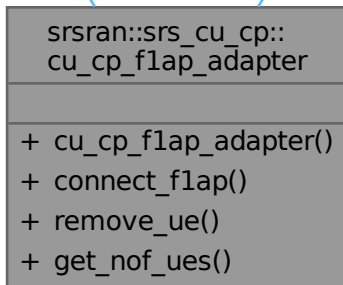 srsran::srs_cu_cp::
cu_cp_f1ap_adapter
+ cu_cp_f1ap_adapter()
+ connect_f1ap()
+ remove_ue()
+ get_nof_ues()